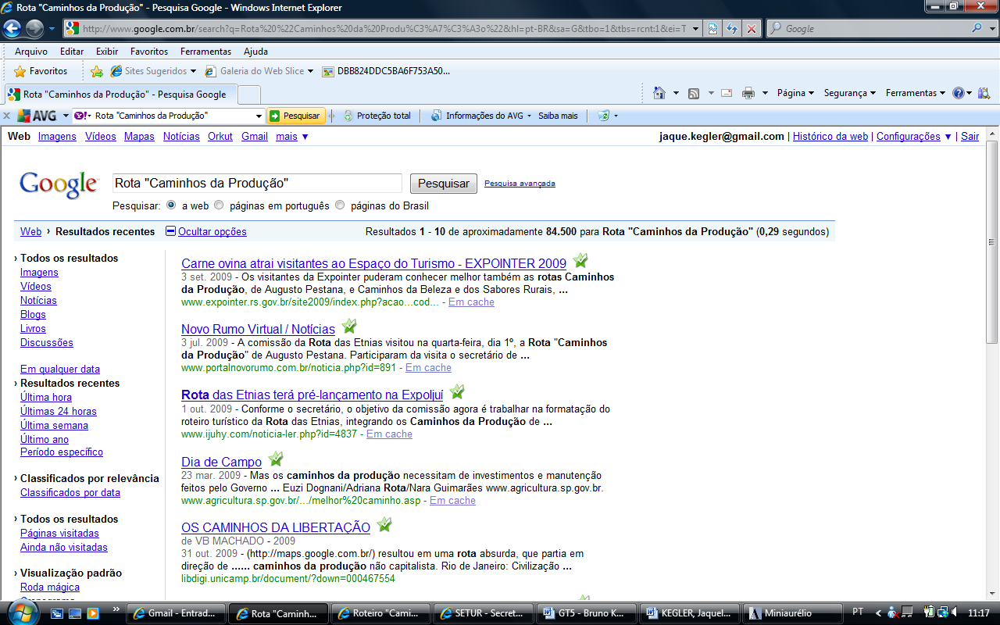 Rota "Caminhos da Produção" - Pesquisa Google - Windows Internet Explorer
http://www.google.com.br/search?q=Rota%20%22Caminhos%20da%20Produ%C3%A7%C3%A3o%22&hl=pt-BR&sa=G&tbo=1&tbs=rcnt:1&ei=T
Google
Arquivo Editar Exibir Favoritos Ferramentas Ajuda
Favoritos Sites Sugeridos Galeria do Web Slice DBB824DDC5BA6F753A50...
Rota "Caminhos da Produção" - Pesquisa Google Página Segurança Ferramentas
AVG Y! Rota "Caminhos da Produção" Pesquisar Proteção total Informações do AVG Saiba mais
Web Imagens Vídeos Mapas Notícias Orkut Gmail mais ▼ jaque.kegler@gmail.com | Histórico da web | Configurações ▼ | Sair
Google Rota "Caminhos da Produção" Pesquisar Pesquisa avançada
Pesquisar: a web páginas em português páginas do Brasil
Web › Resultados recentes Ocultar opções Resultados 1 - 10 de aproximadamente 84.500 para Rota "Caminhos da Produção" (0,29 segundos)
› Todos os resultados
Imagens
Vídeos
Notícias
Blogs
Livros
Discussões
Em qualquer data
› Resultados recentes
Última hora
Últimas 24 horas
Última semana
Último ano
Período específico
› Classificados por relevância
Classificados por data
› Todos os resultados
Páginas visitadas
Ainda não visitadas
› Visualização padrão
Roda mágica
Carne ovina atrai visitantes ao Espaço do Turismo - EXPOINTER 2009
3 set. 2009 - Os visitantes da Expointer puderam conhecer melhor também as rotas Caminhos
da Produção, de Augusto Pestana, e Caminhos da Beleza e dos Sabores Rurais, ...
www.expointer.rs.gov.br/site2009/index.php?acao...cod... - Em cache
Novo Rumo Virtual / Notícias
3 jul. 2009 - A comissão da Rota das Etnias visitou na quarta-feira, dia 1º, a Rota "Caminhos
da Produção" de Augusto Pestana. Participaram da visita o secretário de ...
www.portalnovorumo.com.br/noticia.php?id=891 - Em cache
Rota das Etnias terá pré-lançamento na ExpoIjuí
1 out. 2009 - Conforme o secretário, o objetivo da comissão agora é trabalhar na formatação do
roteiro turístico da Rota das Etnias, integrando os Caminhos da Produção de ...
www.ijuhy.com/noticia-ler.php?id=4837 - Em cache
Dia de Campo
23 mar. 2009 - Mas os caminhos da produção necessitam de investimentos e manutenção
feitos pelo Governo ... Euzi Dognani/Adriana Rota/Nara Guimarães www.agricultura.sp.gov.br.
www.agricultura.sp.gov.br/.../melhor%20caminho.asp - Em cache
OS CAMINHOS DA LIBERTAÇÃO
de VB MACHADO - 2009
31 out. 2009 - (http://maps.google.com.br/) resultou em uma rota absurda, que partia em
direção de ...... caminhos da produção não capitalista. Rio de Janeiro: Civilização ...
libdigi.unicamp.br/document/?down=000467554
» Gmail - Entrad... Rota "Caminh... Roteiro "Cami... SETUR - Secret... GT5 - Bruno K... KEGLER, Jaquel... Miniaurélio PT < 11:17